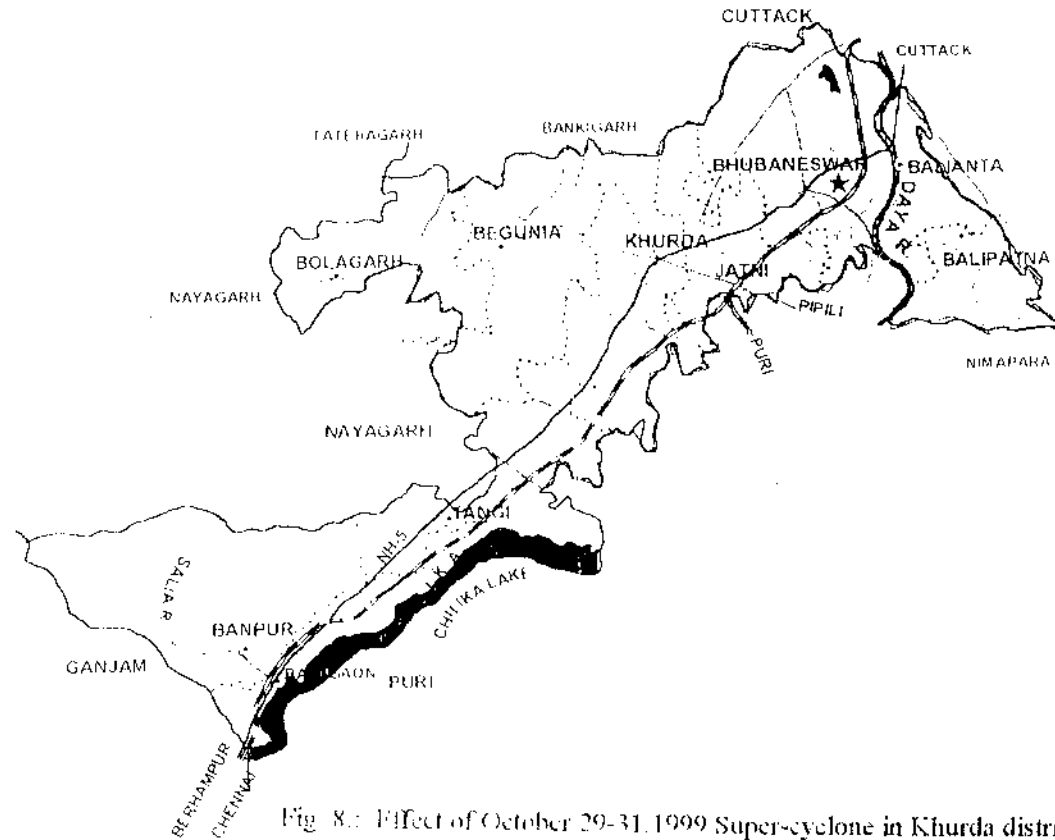 CUTTACK
CUTTACK
BANKIGARH
BHUBANESWAR
BALIANTA
DAYA R
BEGUNIA
KHURDA
BOLAGARH
JATNI
BALIPATNA
NAYAGARH
PIPILI
PURI
NIMAPARA
NAYAGARH
TANGI
NH-5
CHILIKA LAKE
SALIA R
BANPUR
GANJAM
PURI
BERHAMPUR
CHENNAI
Fig. 8.: Effect of October 29-31.1999 Super-cyclone in Khurda distr